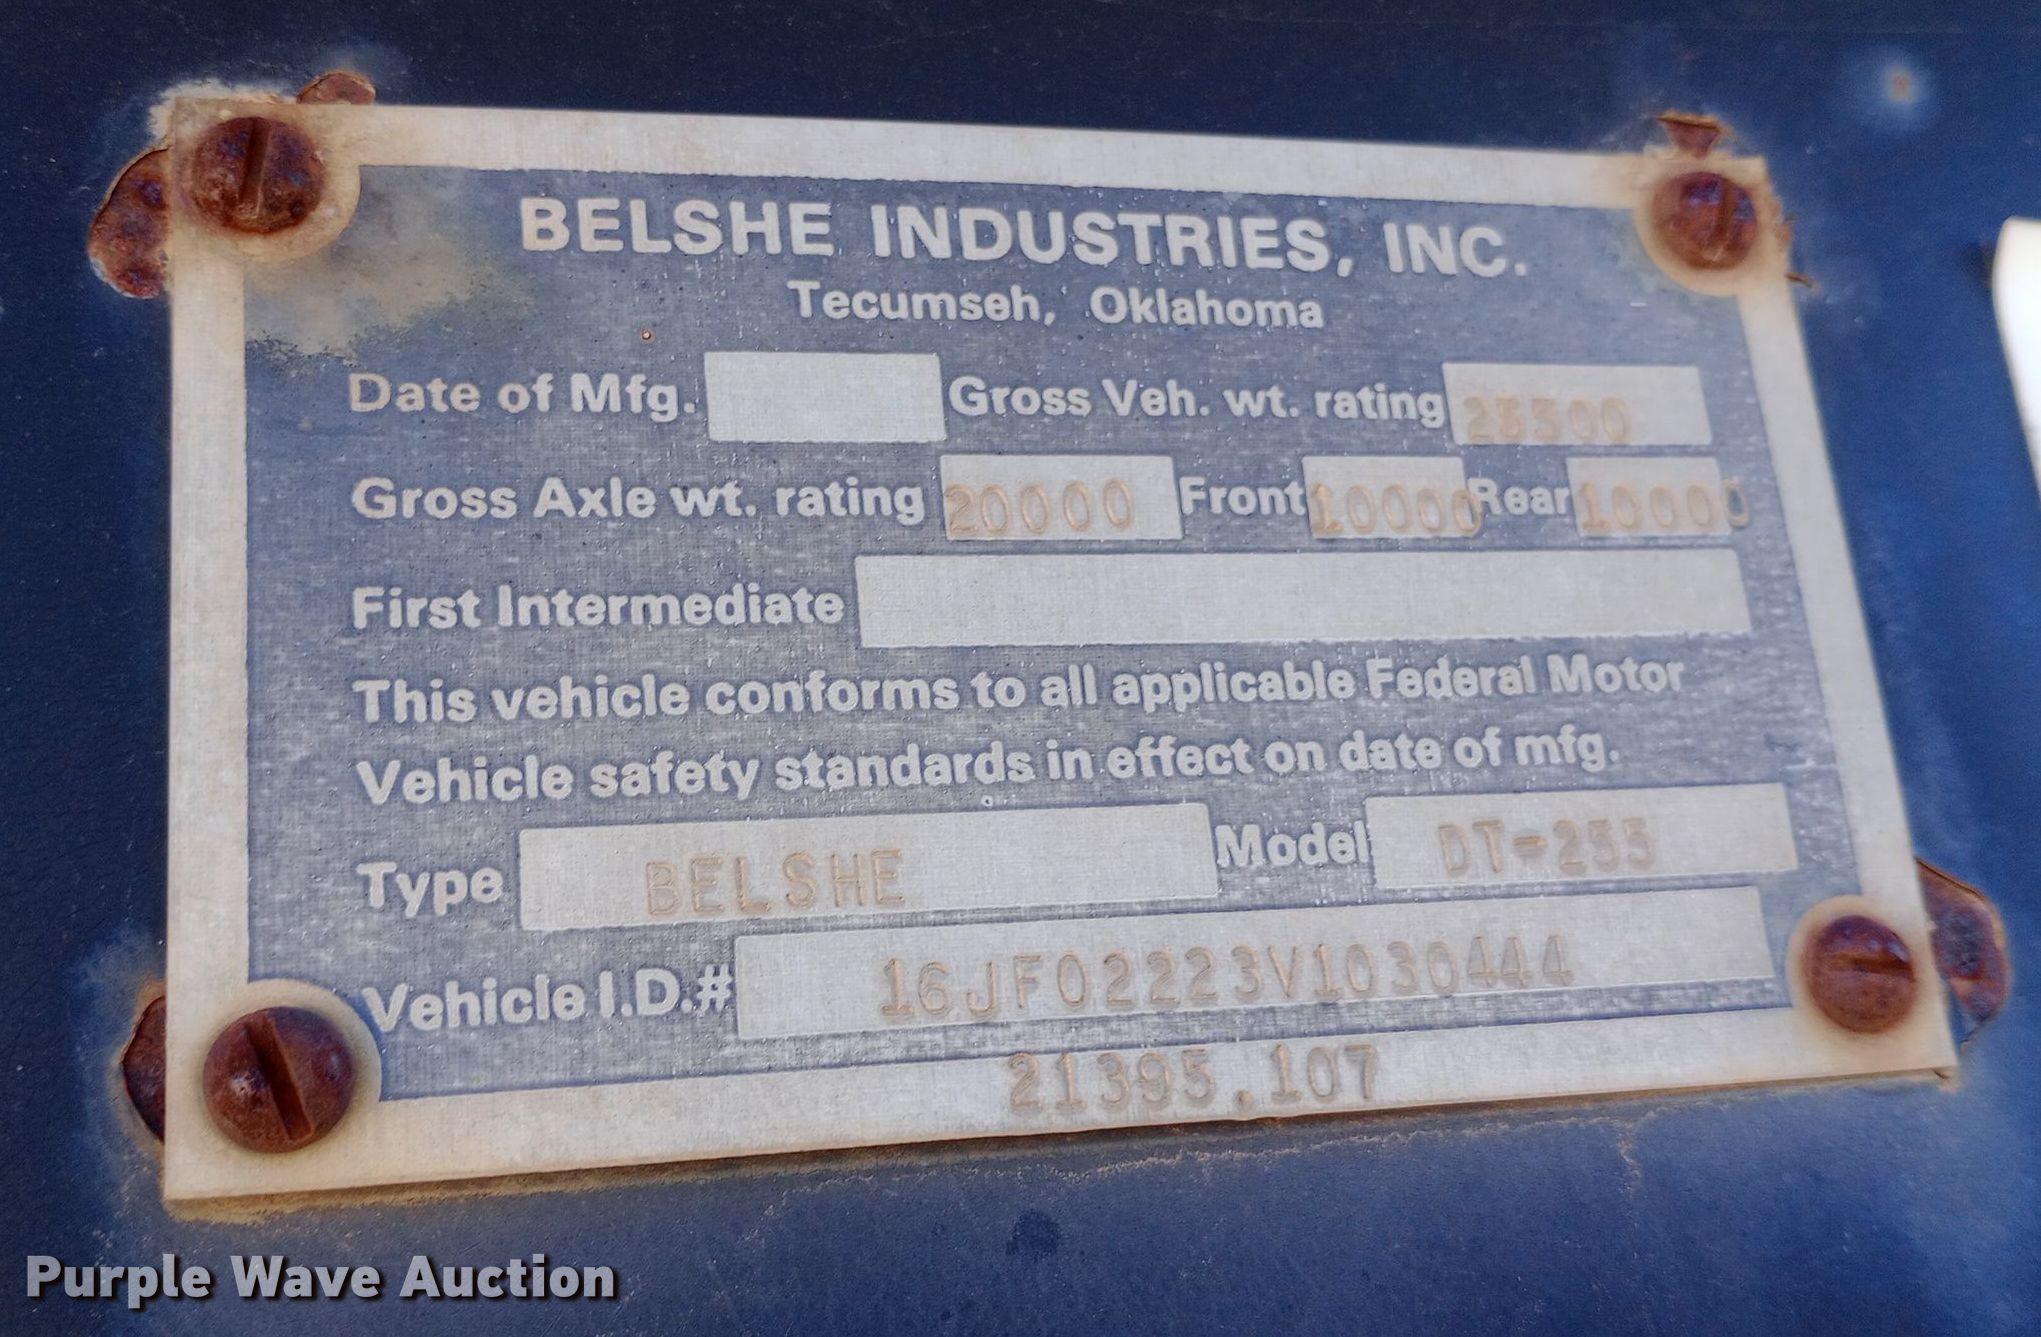 BELSHE INDUSTRIES, INC.
Tecumseh, Oklahoma
Date of Mfg. Gross Veh. wt. rating 23500
Gross Axle wt. rating 20000 Front 10000 Rear 10000
First Intermediate
This vehicle conforms to all applicable Federal Motor
Vehicle safety standards in effect on date of mfg.
Type BELSHE Model DT-255
Vehicle I.D.# 16JF02223V1030444
21395.107
Purple Wave Auction